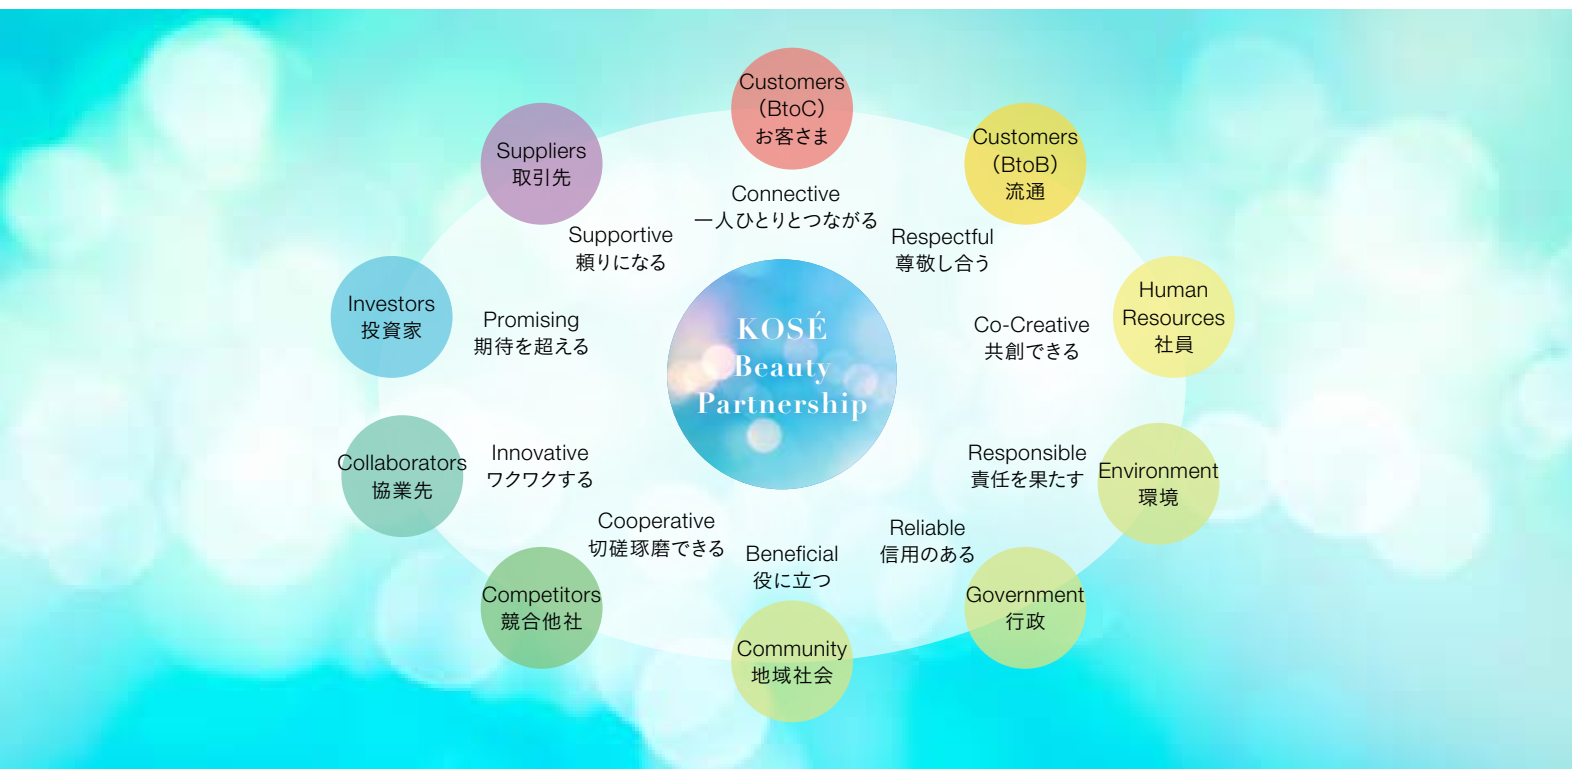 Customers
（BtoC）
お客さま
Customers
（BtoB）
流通
Suppliers
取引先
Connective
一人ひとりとつながる
Supportive
頼りになる
Respectful
尊敬し合う
Human
Resources
社員
Investors
投資家
Promising
期待を超える
KOSÉ
Beauty
Partnership
Co-Creative
共創できる
Collaborators
協業先
Innovative
ワクワクする
Responsible
責任を果たす
Environment
環境
Cooperative
切磋琢磨できる
Beneficial
役に立つ
Reliable
信用のある
Competitors
競合他社
Community
地域社会
Government
行政